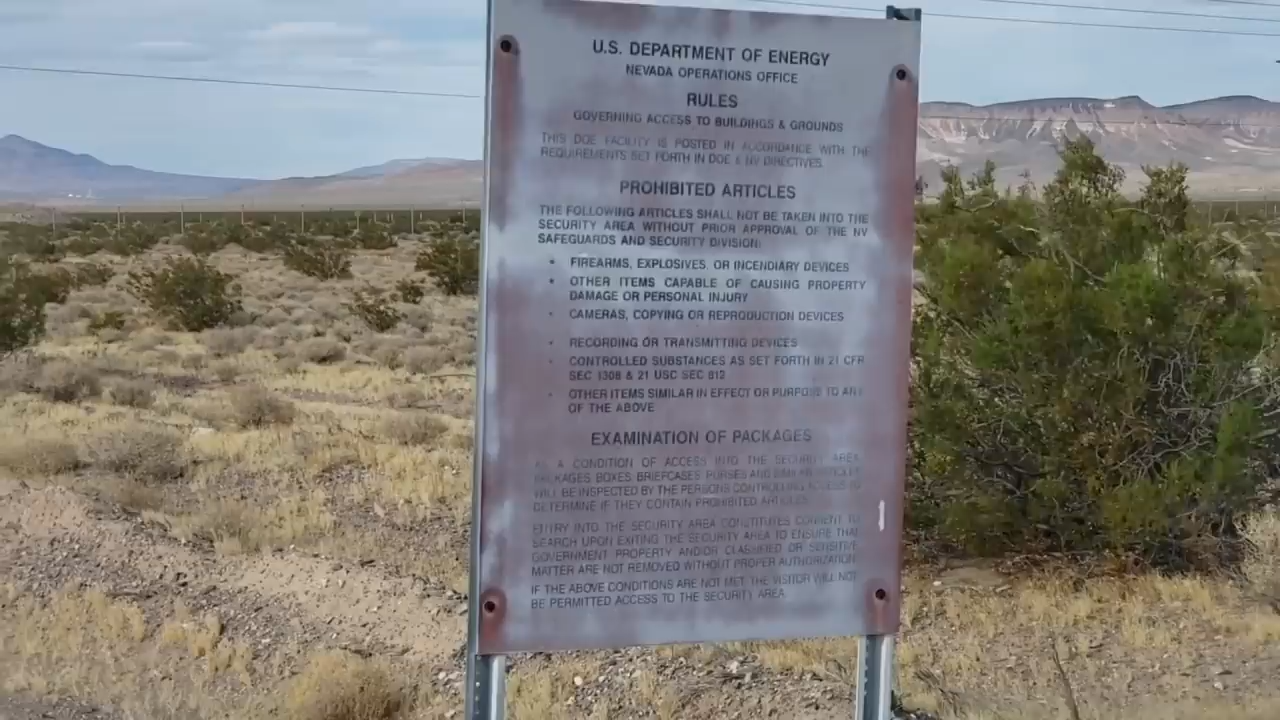 U.S. DEPARTMENT OF ENERGY
NEVADA OPERATIONS OFFICE
RULES
GOVERNING ACCESS TO BUILDINGS & GROUNDS
THIS DOE FACILITY IS POSTED IN ACCORDANCE WITH THE
REQUIREMENTS SET FORTH IN DOE & NV DIRECTIVES.
PROHIBITED ARTICLES
THE FOLLOWING ARTICLES SHALL NOT BE TAKEN INTO THE
SECURITY AREA WITHOUT PRIOR APPROVAL OF THE NV
SAFEGUARDS AND SECURITY DIVISION:
• FIREARMS, EXPLOSIVES, OR INCENDIARY DEVICES
• OTHER ITEMS CAPABLE OF CAUSING PROPERTY
DAMAGE OR PERSONAL INJURY
• CAMERAS, COPYING OR REPRODUCTION DEVICES
• RECORDING OR TRANSMITTING DEVICES
• CONTROLLED SUBSTANCES AS SET FORTH IN 21 CFR
SEC 1308 & 21 USC SEC 812
• OTHER ITEMS SIMILAR IN EFFECT OR PURPOSE TO ANY
OF THE ABOVE
EXAMINATION OF PACKAGES
AS A CONDITION OF ACCESS INTO THE SECURITY AREA
PACKAGES, BOXES, BRIEFCASES, PURSES AND SIMILAR ARTICLES
WILL BE INSPECTED BY THE PERSONS CONTROLLING ACCESS TO
DETERMINE IF THEY CONTAIN PROHIBITED ARTICLES.
ENTRY INTO THE SECURITY AREA CONSTITUTES CONSENT TO
SEARCH UPON EXITING THE SECURITY AREA TO ENSURE THAT
GOVERNMENT PROPERTY AND/OR CLASSIFIED OR SENSITIVE
MATTER ARE NOT REMOVED WITHOUT PROPER AUTHORIZATION.
IF THE ABOVE CONDITIONS ARE NOT MET, THE VISITOR WILL NOT
BE PERMITTED ACCESS TO THE SECURITY AREA.